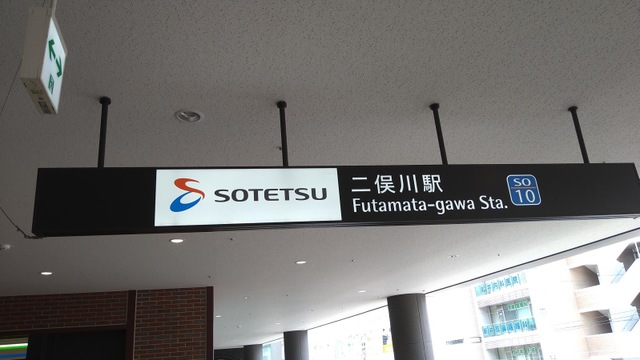 SOTETSU
二俣川駅
Futamata-gawa Sta.
SO
10